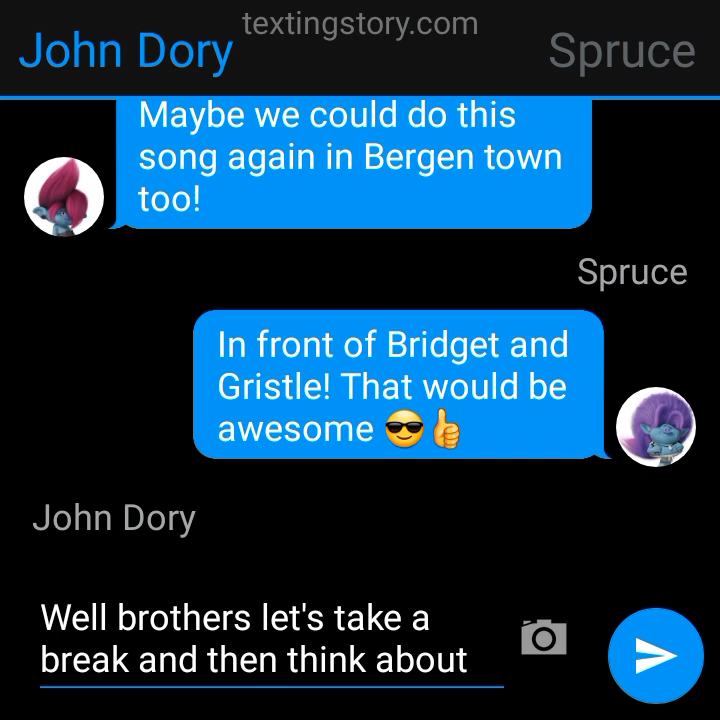 textingstory.com
John Dory
Spruce
Maybe we could do this
song again in Bergen town
too!
Spruce
In front of Bridget and
Gristle! That would be
awesome 😎👍
John Dory
Well brothers let's take a
break and then think about